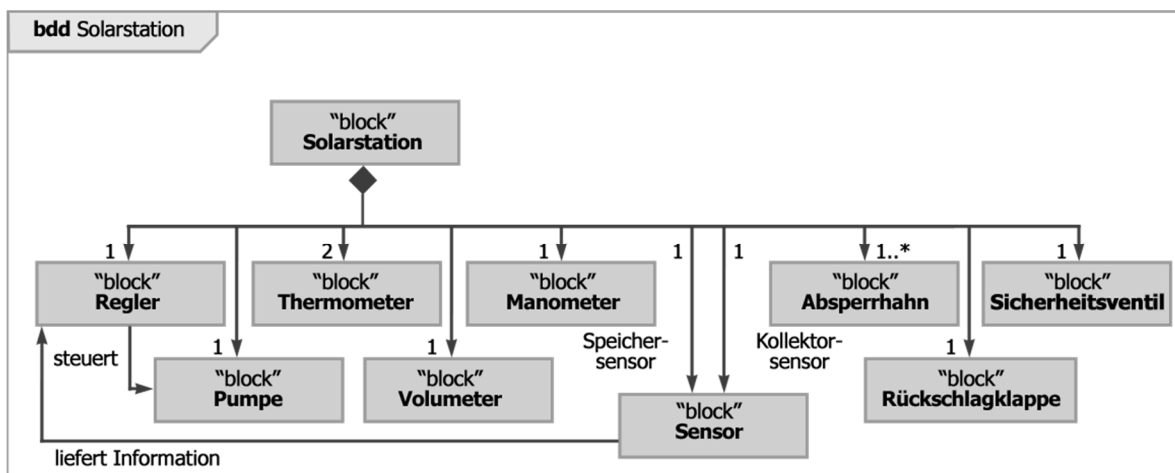 bdd Solarstation
“block”
Solarstation
1
2
1
1
1
1..*
1
“block”
Regler
“block”
Thermometer
“block”
Manometer
“block”
Absperrhahn
“block”
Sicherheitsventil
steuert
1
1
Speicher-
sensor
Kollektor-
sensor
1
“block”
Pumpe
“block”
Volumeter
“block”
Rückschlagklappe
“block”
Sensor
liefert Information